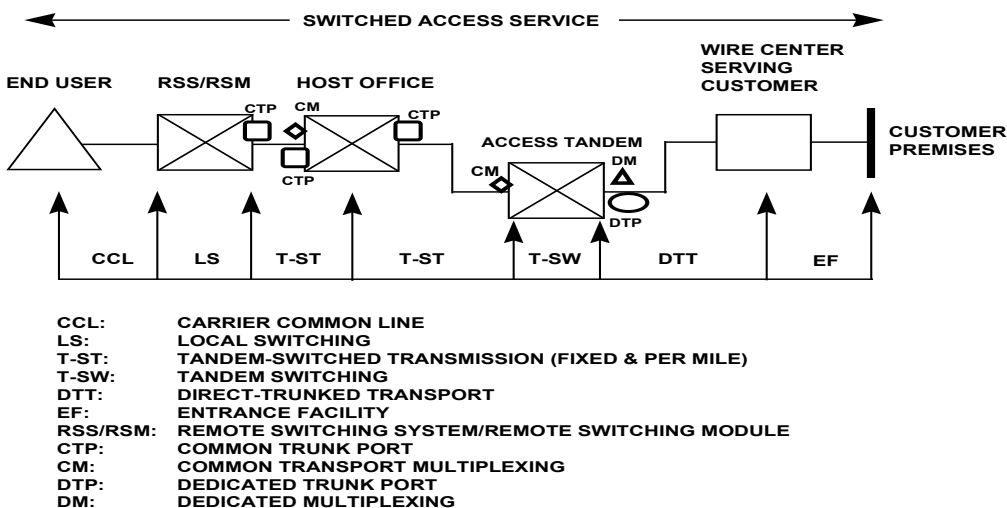 SWITCHED ACCESS SERVICE
WIRE CENTER
SERVING
CUSTOMER
END USER
RSS/RSM
HOST OFFICE
CTP
CM
CTP
CTP
ACCESS TANDEM
CM
DM
DTP
CUSTOMER
PREMISES
CCL
LS
T-ST
T-ST
T-SW
DTT
EF
CCL: CARRIER COMMON LINE
LS: LOCAL SWITCHING
T-ST: TANDEM-SWITCHED TRANSMISSION (FIXED & PER MILE)
T-SW: TANDEM SWITCHING
DTT: DIRECT-TRUNKED TRANSPORT
EF: ENTRANCE FACILITY
RSS/RSM: REMOTE SWITCHING SYSTEM/REMOTE SWITCHING MODULE
CTP: COMMON TRUNK PORT
CM: COMMON TRANSPORT MULTIPLEXING
DTP: DEDICATED TRUNK PORT
DM: DEDICATED MULTIPLEXING